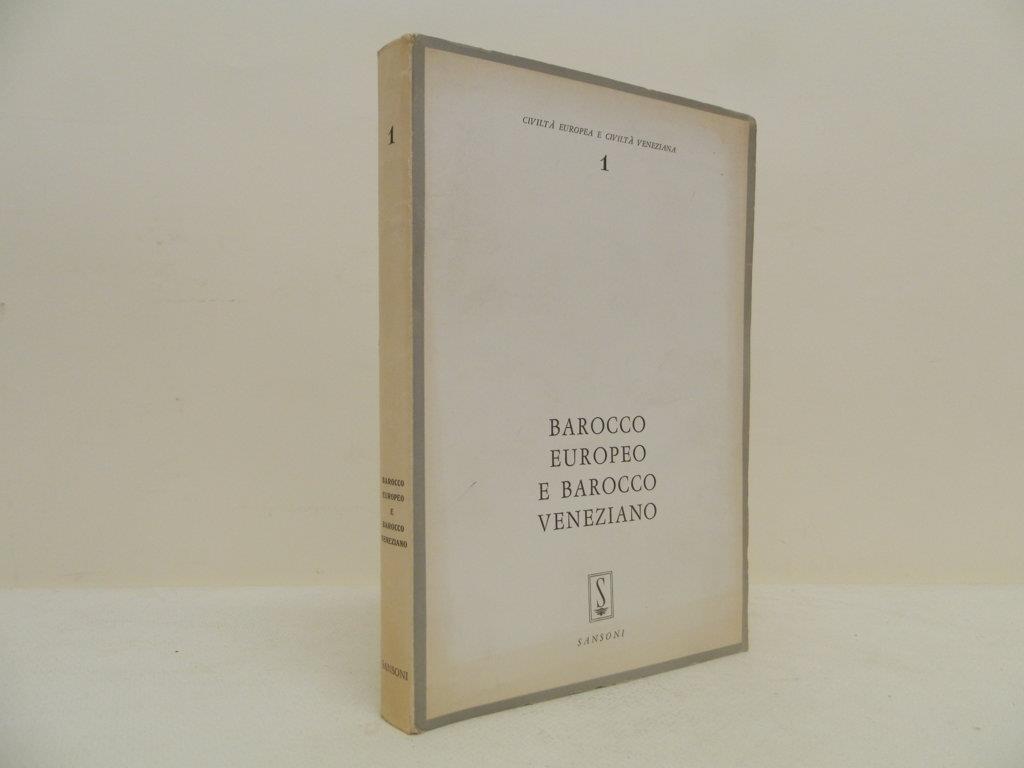 1
BAROCCO
EUROPEO
E
BAROCCO
VENEZIANO
SANSONI
CIVILTÀ EUROPEA E CIVILTÀ VENEZIANA
1
BAROCCO
EUROPEO
E BAROCCO
VENEZIANO
S
SANSONI